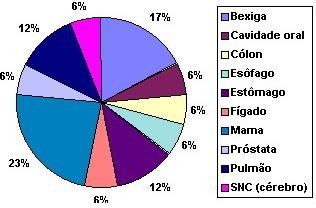 6%
17%
12%
6%
6%
6%
6%
23%
12%
6%
Bexiga
Cavidade oral
Cólon
Esófago
Estômago
Fígado
Mama
Próstata
Pulmão
SNC (cérebro)